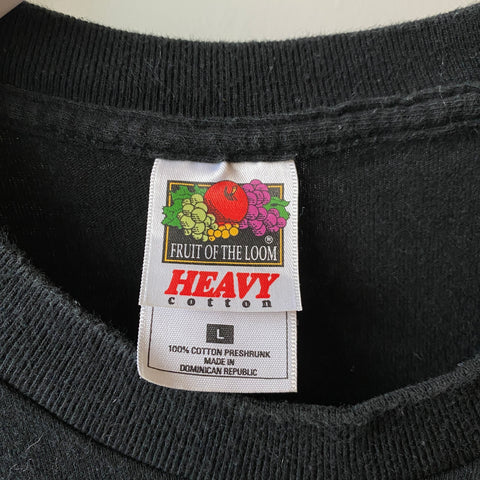 FRUIT OF THE LOOM ®
HEAVY
cotton
L
100% COTTON PRESHRUNK
MADE IN
DOMINICAN REPUBLIC